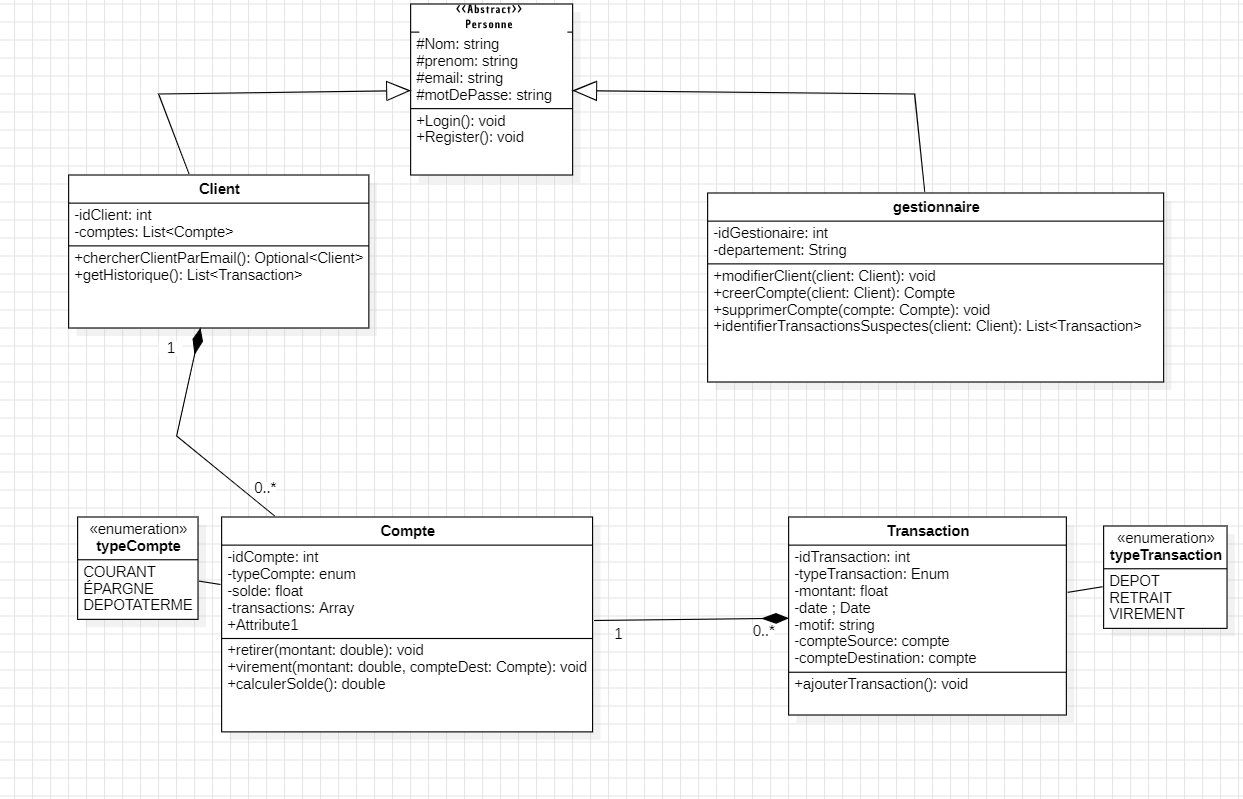 <<Abstract>>
Personne
#Nom: string
#prenom: string
#email: string
#motDePasse: string
+Login(): void
+Register(): void
Client
-idClient: int
-comptes: List<Compte>
+chercherClientParEmail(): Optional<Client>
+getHistorique(): List<Transaction>
gestionnaire
-idGestionaire: int
-departement: String
+modifierClient(client: Client): void
+creerCompte(client: Client): Compte
+supprimerCompte(compte: Compte): void
+identifierTransactionsSuspectes(client: Client): List<Transaction>
1
0..*
«enumeration»
typeCompte
COURANT
ÉPARGNE
DEPOTATERME
Compte
-idCompte: int
-typeCompte: enum
-solde: float
-transactions: Array
+Attribute1
+retirer(montant: double): void
+virement(montant: double, compteDest: Compte): void
+calculerSolde(): double
1
0..*
Transaction
-idTransaction: int
-typeTransaction: Enum
-montant: float
-date ; Date
-motif: string
-compteSource: compte
-compteDestination: compte
+ajouterTransaction(): void
«enumeration»
typeTransaction
DEPOT
RETRAIT
VIREMENT